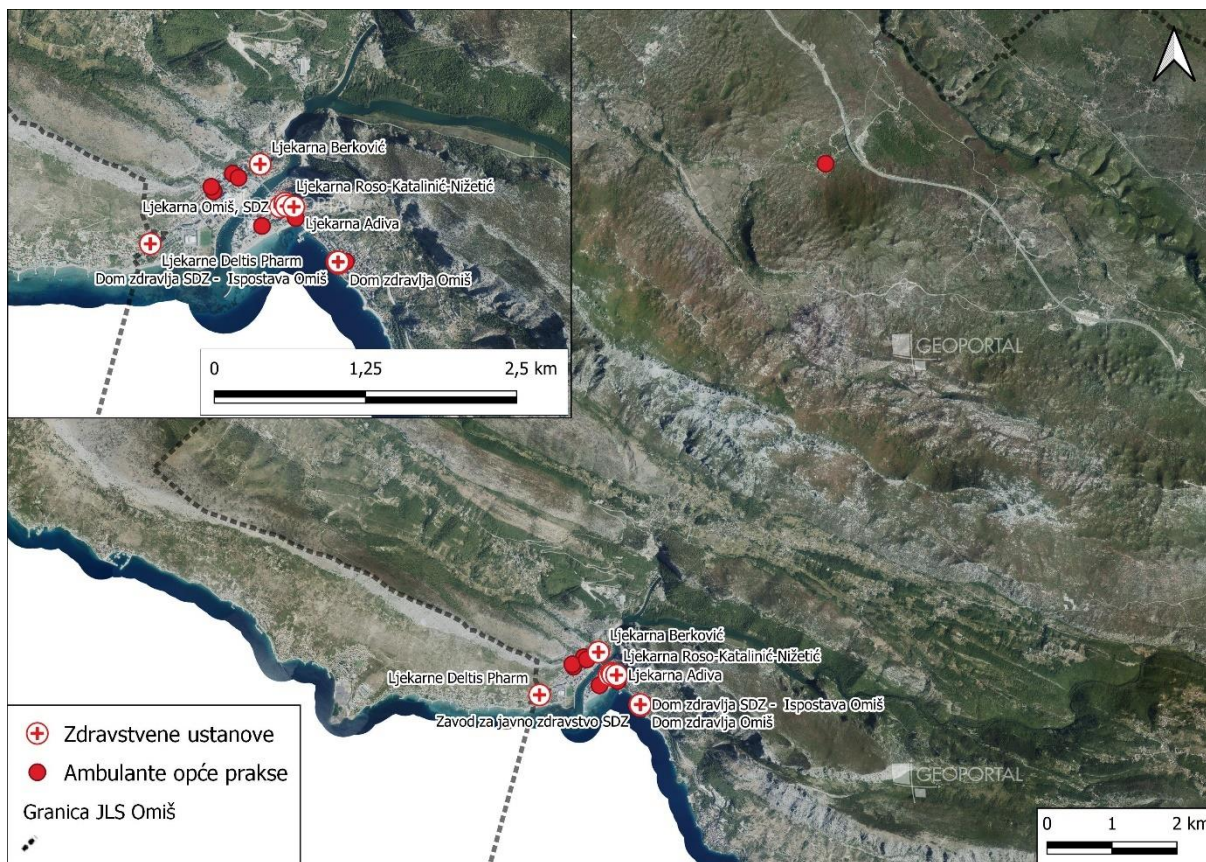 Ljekarna Berković
Ljekarna Roso-Katalinić-Nižetić
Ljekarna Omiš, SDZ
Ljekarna Adiva
Ljekarne Deltis Pharm
Dom zdravlja SDZ - Ispostava Omiš
Dom zdravlja Omiš
0 1,25 2,5 km
GEOPORTAL
Ljekarna Berković
Ljekarna Roso-Katalinić-Nižetić
Ljekarne Deltis Pharm
Ljekarna Adiva
Dom zdravlja SDZ - Ispostava Omiš
Zavod za javno zdravstvo SDZ
Dom zdravlja Omiš
GEOPORTAL
Zdravstvene ustanove
Ambulante opće prakse
Granica JLS Omiš
0 1 2 km